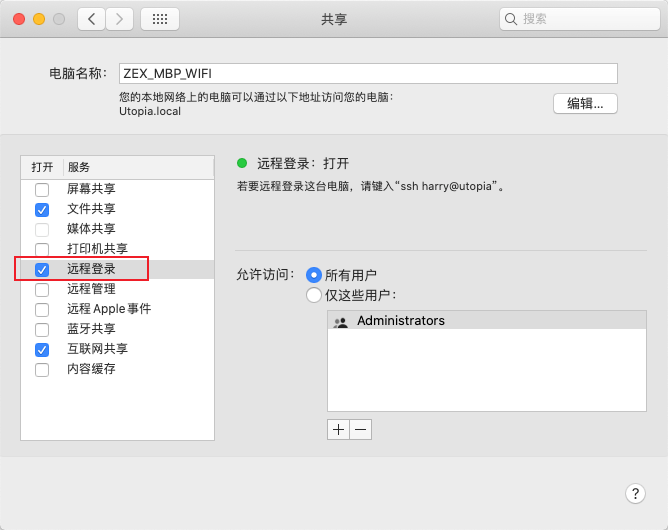 共享
搜索
电脑名称：
ZEX_MBP_WIFI
您的本地网络上的电脑可以通过以下地址访问您的电脑：
Utopia.local
编辑...
打开 服务
屏幕共享
文件共享
媒体共享
打印机共享
远程登录
远程管理
远程 Apple 事件
蓝牙共享
互联网共享
内容缓存
远程登录：打开
若要远程登录这台电脑，请键入“ssh harry@utopia”。
允许访问：
所有用户
仅这些用户：
Administrators
+ −
?